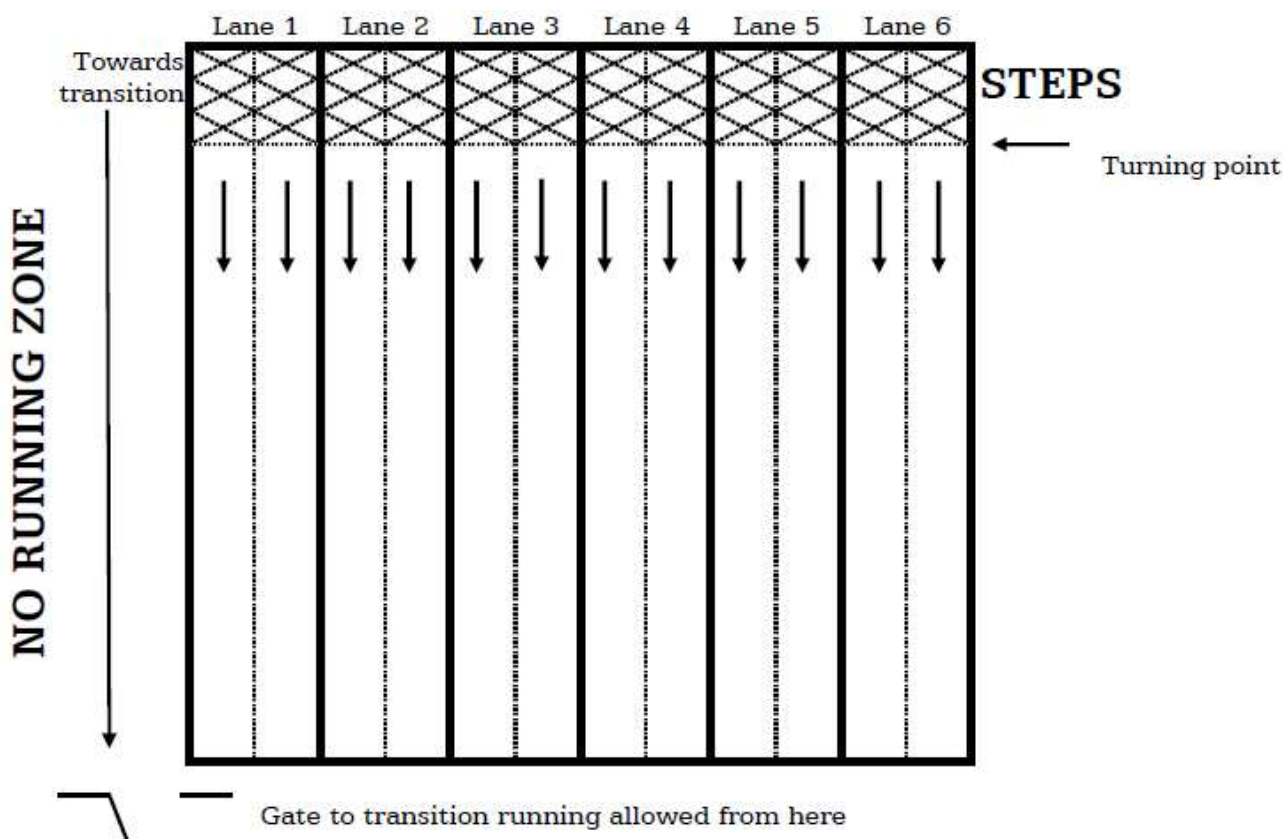 Lane 1 Lane 2 Lane 3 Lane 4 Lane 5 Lane 6
Towards
transition
STEPS
Turning point
NO RUNNING ZONE
Gate to transition running allowed from here